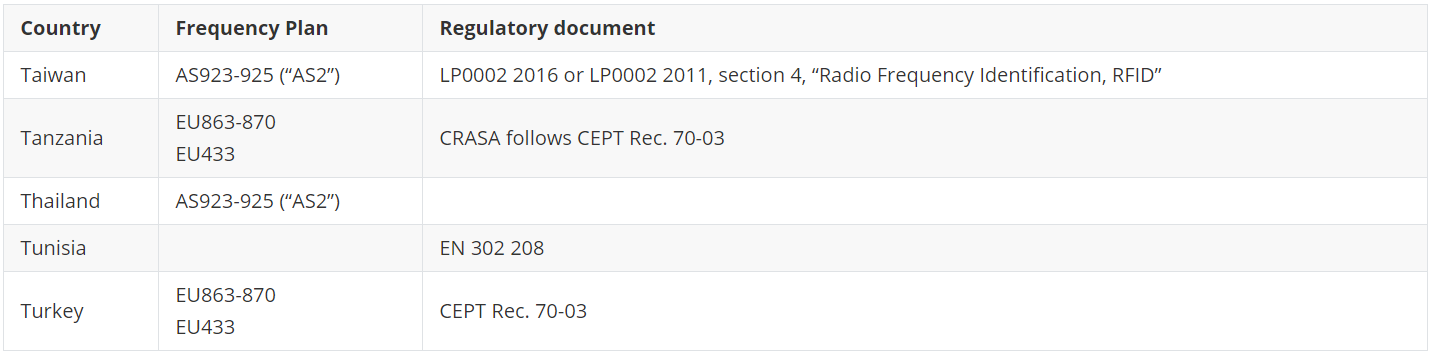 Country Frequency Plan Regulatory document
Taiwan AS923-925 (“AS2”) LP0002 2016 or LP0002 2011, section 4, “Radio Frequency Identification, RFID”
Tanzania EU863-870 CRASA follows CEPT Rec. 70-03
EU433
Thailand AS923-925 (“AS2”)
Tunisia EN 302 208
Turkey EU863-870 CEPT Rec. 70-03
EU433